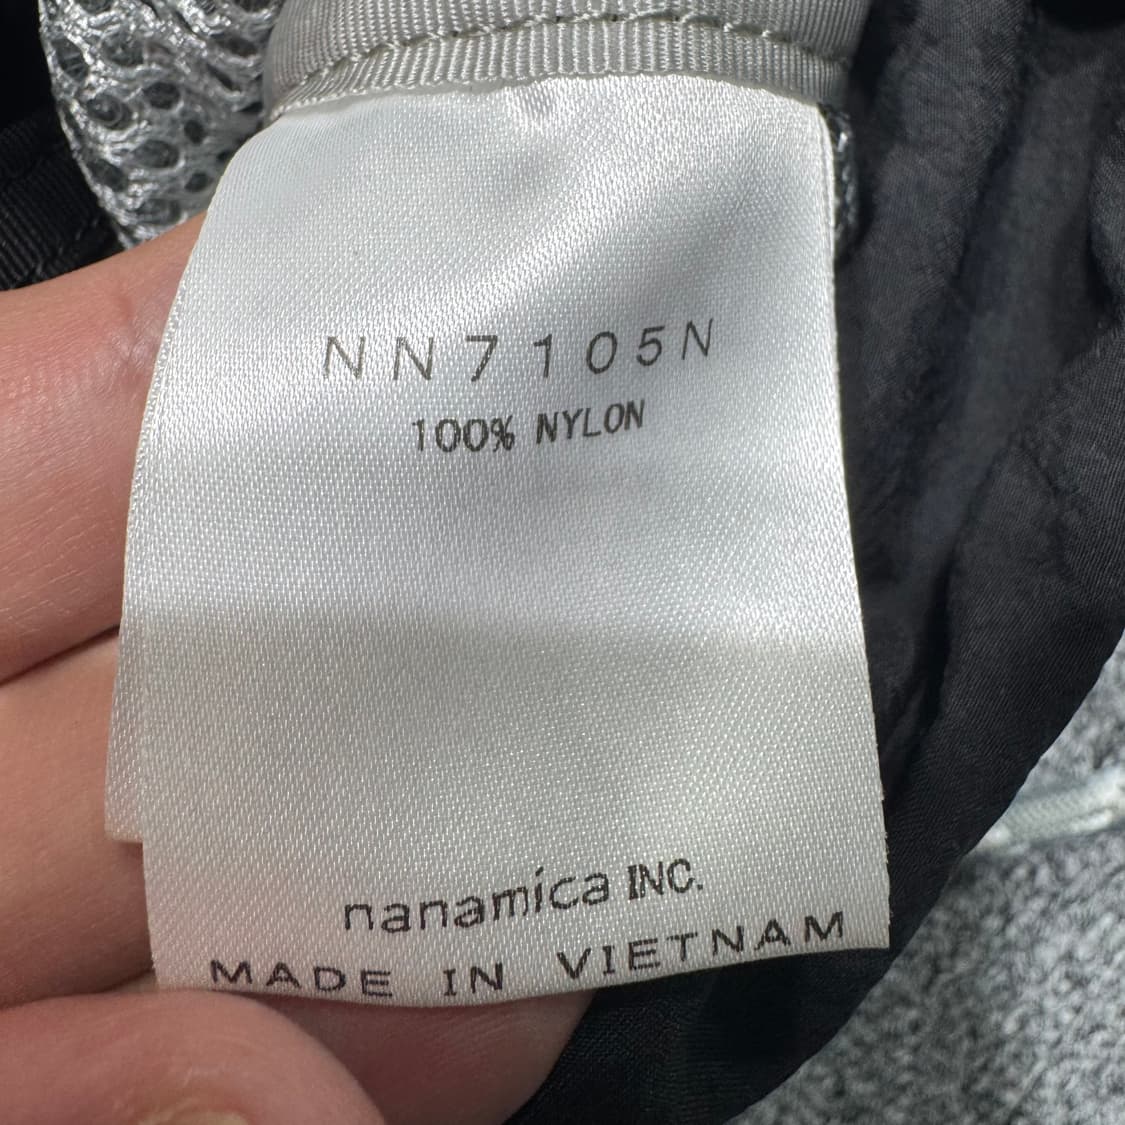 NN7105N
100% NYLON
nanamica INC.
MADE IN VIETNAM